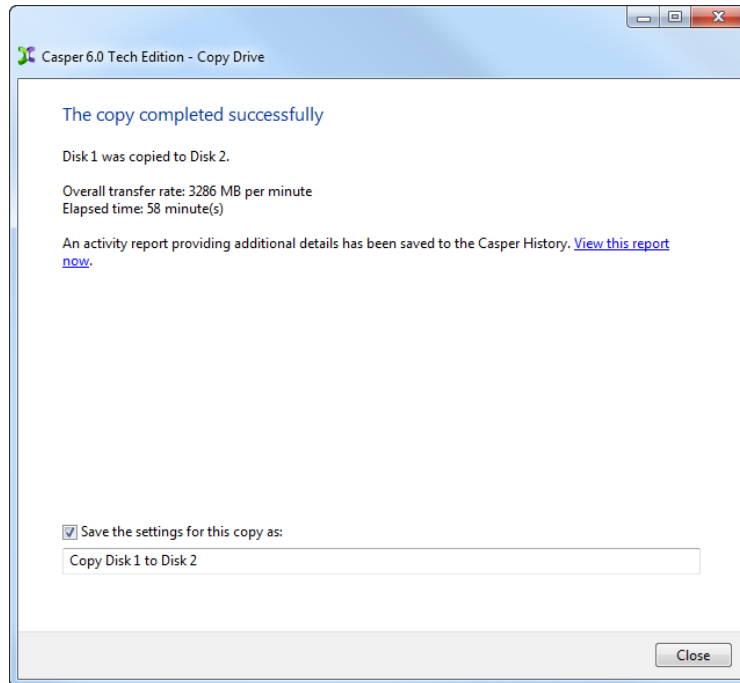 Casper 6.0 Tech Edition - Copy Drive
The copy completed successfully
Disk 1 was copied to Disk 2.
Overall transfer rate: 3286 MB per minute
Elapsed time: 58 minute(s)
An activity report providing additional details has been saved to the Casper History. View this report
now.
Save the settings for this copy as:
Copy Disk 1 to Disk 2
Close